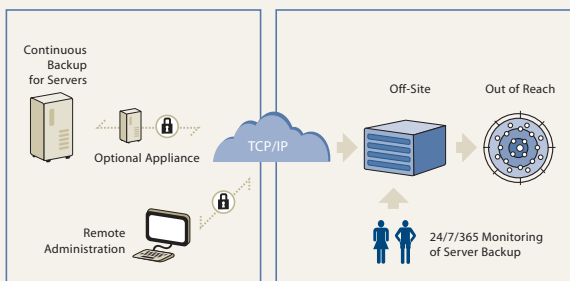 Continuous
Backup
for Servers
Optional Appliance
Remote
Administration
TCP/IP
Off-Site
Out of Reach
24/7/365 Monitoring
of Server Backup